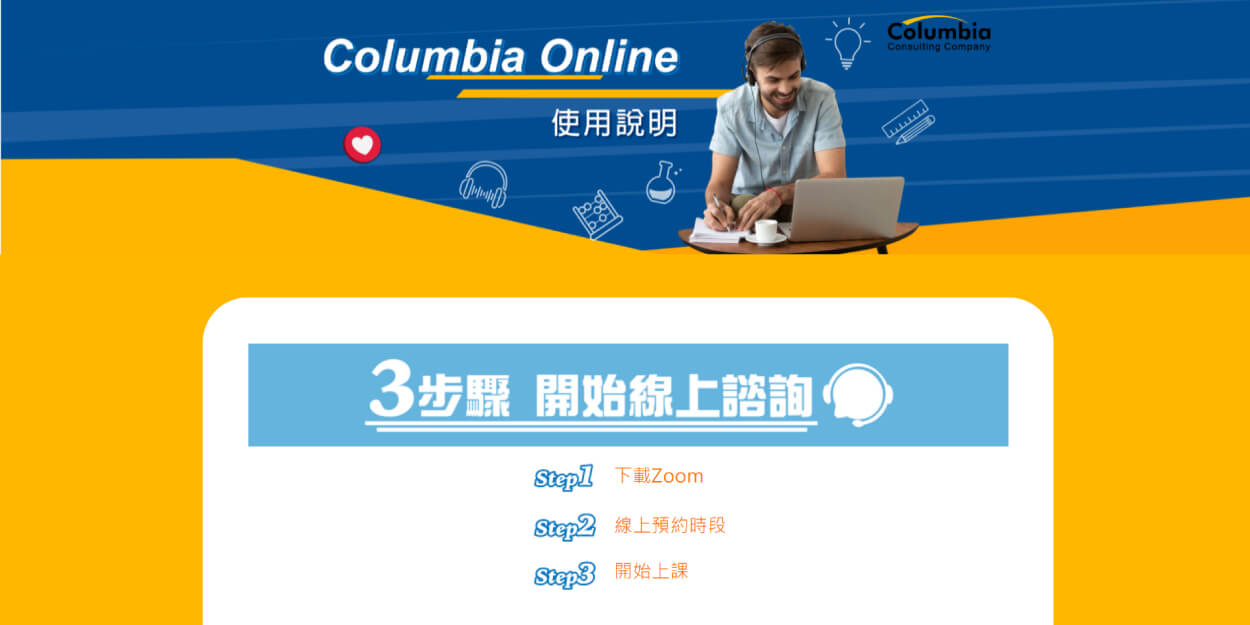 Columbia Online
使用說明
Columbia
Consulting Company
3步驟 開始線上諮詢
Step1 下載Zoom
Step2 線上預約時段
Step3 開始上課